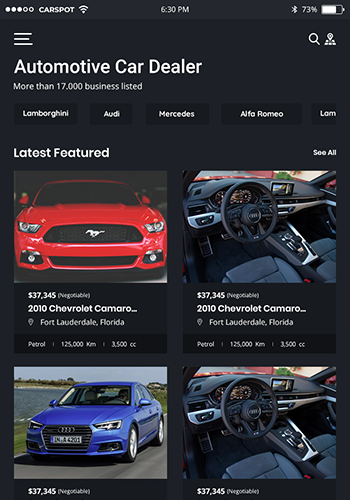 CARSPOT 6:30 PM 73%
Automotive Car Dealer
More than 17.000 business listed
Lamborghini Audi Mercedes Alfa Romeo Lam
Latest Featured See All
$37,345 (Negotiable) $37,345 (Negotiable)
2010 Chevrolet Camaro... 2010 Chevrolet Camaro...
Fort Lauderdale, Florida Fort Lauderdale, Florida
Petrol 125,000 Km 3,500 cc Petrol 125,000 Km 3,500 cc
IN A 4201
$37,345 (Negotiable) $37,345 (Negotiable)